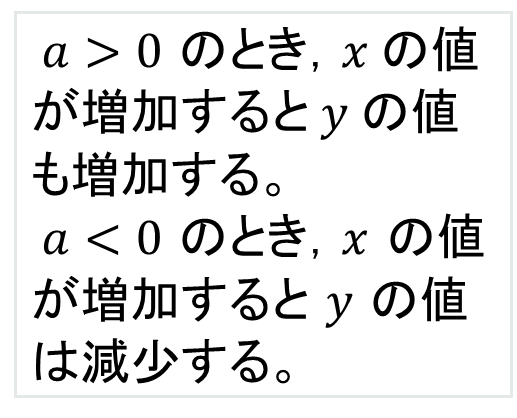 a > 0 のとき, x の値
が増加すると y の値
も増加する。
a < 0 のとき, x の値
が増加すると y の値
は減少する。